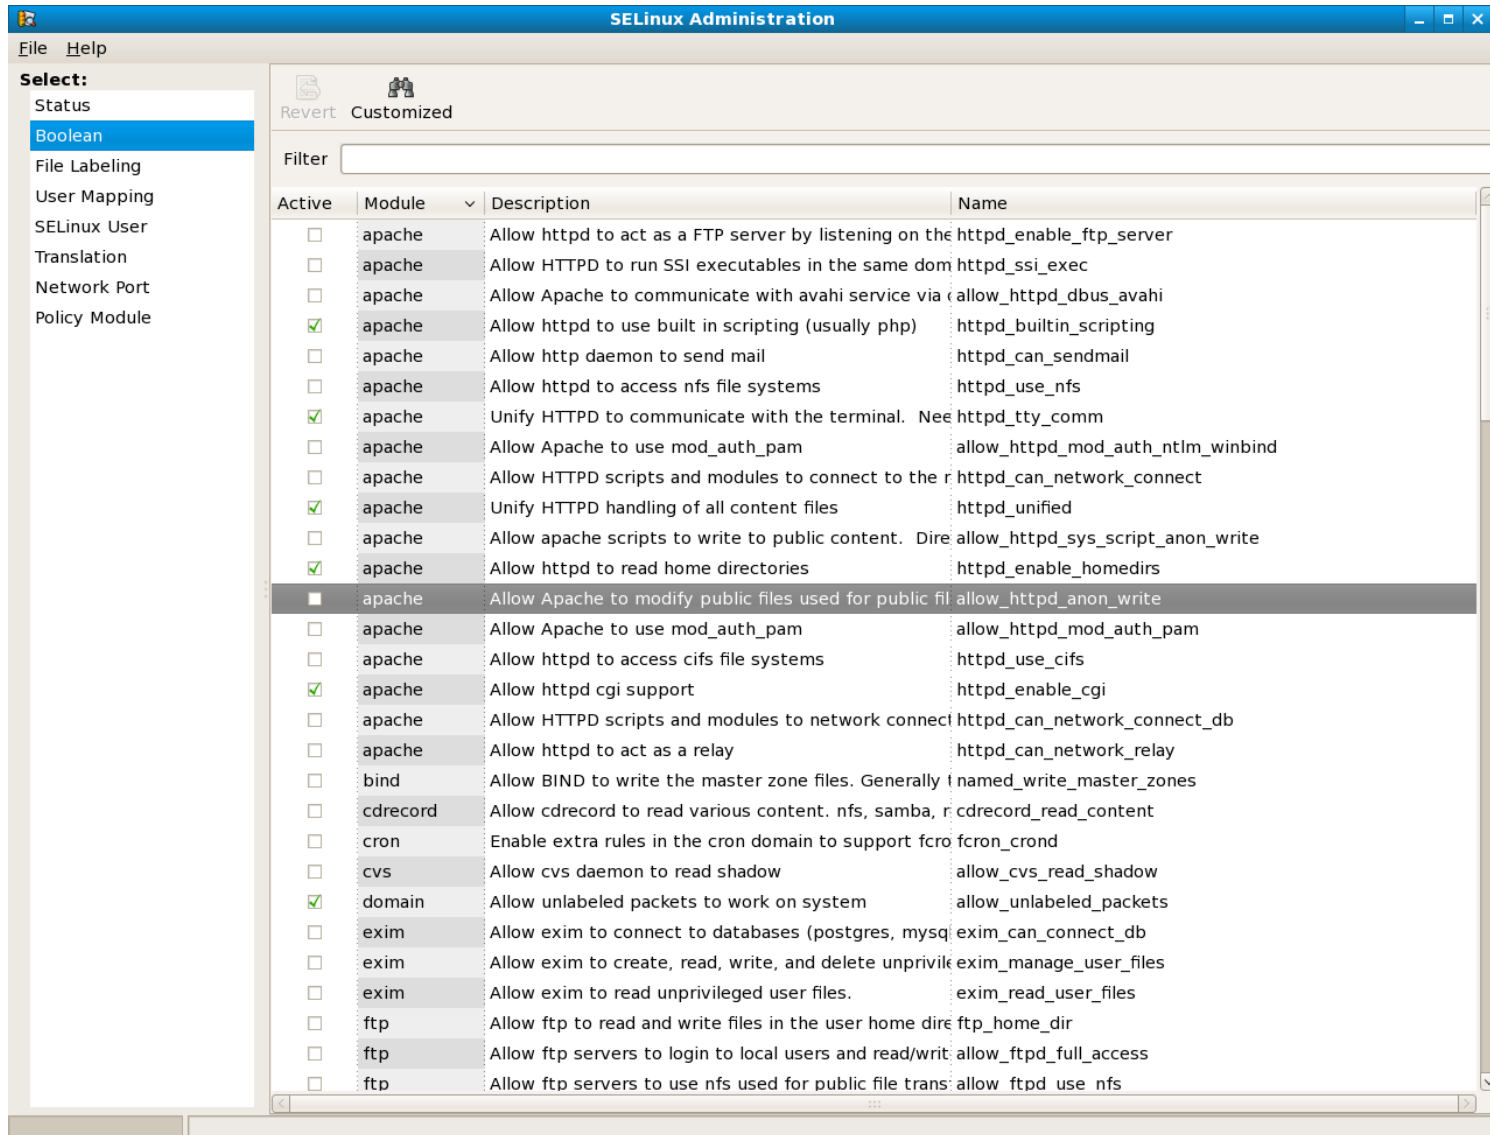 SELinux Administration
File Help
Select:
Status
Boolean
File Labeling
User Mapping
SELinux User
Translation
Network Port
Policy Module
Revert Customized
Filter
Active Module Description Name
apache Allow httpd to act as a FTP server by listening on the httpd_enable_ftp_server
apache Allow HTTPD to run SSI executables in the same dom httpd_ssi_exec
apache Allow Apache to communicate with avahi service via allow_httpd_dbus_avahi
apache Allow httpd to use built in scripting (usually php) httpd_builtin_scripting
apache Allow http daemon to send mail httpd_can_sendmail
apache Allow httpd to access nfs file systems httpd_use_nfs
apache Unify HTTPD to communicate with the terminal. Nee httpd_tty_comm
apache Allow Apache to use mod_auth_pam allow_httpd_mod_auth_ntlm_winbind
apache Allow HTTPD scripts and modules to connect to the httpd_can_network_connect
apache Unify HTTPD handling of all content files httpd_unified
apache Allow apache scripts to write to public content. Dire allow_httpd_sys_script_anon_write
apache Allow httpd to read home directories httpd_enable_homedirs
apache Allow Apache to modify public files used for public fil allow_httpd_anon_write
apache Allow Apache to use mod_auth_pam allow_httpd_mod_auth_pam
apache Allow httpd to access cifs file systems httpd_use_cifs
apache Allow httpd cgi support httpd_enable_cgi
apache Allow HTTPD scripts and modules to network connect httpd_can_network_connect_db
apache Allow httpd to act as a relay httpd_can_network_relay
bind Allow BIND to write the master zone files. Generally named_write_master_zones
cdrecord Allow cdrecord to read various content. nfs, samba, r cdrecord_read_content
cron Enable extra rules in the cron domain to support fcro fcron_crond
cvs Allow cvs daemon to read shadow allow_cvs_read_shadow
domain Allow unlabeled packets to work on system allow_unlabeled_packets
exim Allow exim to connect to databases (postgres, mysq exim_can_connect_db
exim Allow exim to create, read, write, and delete unprivile exim_manage_user_files
exim Allow exim to read unprivileged user files. exim_read_user_files
ftp Allow ftp to read and write files in the user home dire ftp_home_dir
ftp Allow ftp servers to login to local users and read/writ allow_ftpd_full_access
ftp Allow ftp servers to use nfs used for public file trans allow_ftpd_use_nfs